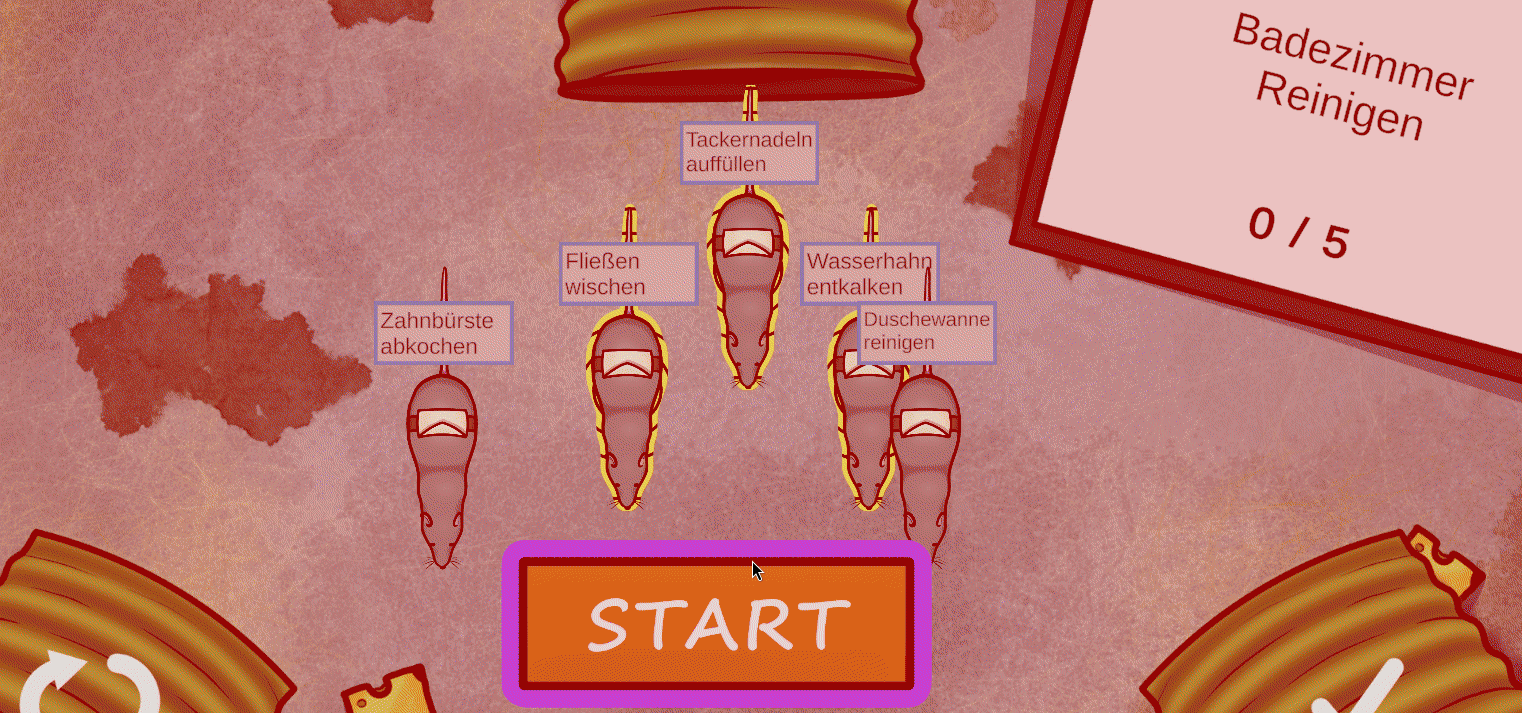 Badezimmer
Reinigen
0 / 5
Tackernadeln
auffüllen
Fließen
wischen
Wasserhahn
entkalken
Zahnbürste
abkochen
Duschewanne
reinigen
START